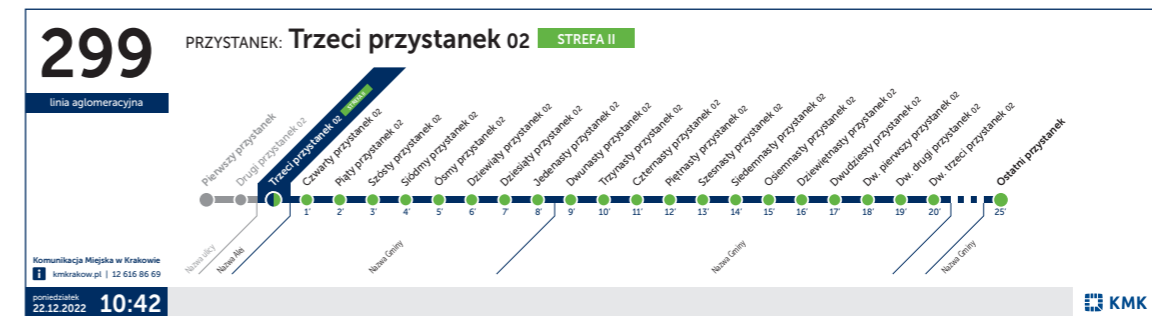 299
linia aglomeracyjna
PRZYSTANEK: Trzeci przystanek 02 STREFA II
Pierwszy przystanek
Drugi przystanek 02
Trzeci przystanek 02 STREFA II
Czwarty przystanek 02
Piąty przystanek 02
Szósty przystanek 02
Siódmy przystanek 02
Ósmy przystanek 02
Dziewiąty przystanek 02
Dziesiąty przystanek 02
Jedenasty przystanek 02
Dwunasty przystanek 02
Trzynasty przystanek 02
Czternasty przystanek 02
Piętnasty przystanek 02
Szesnasty przystanek 02
Siedemnasty przystanek 02
Osiemnasty przystanek 02
Dziewiętnasty przystanek 02
Dwudziesty przystanek 02
Dw. pierwszy przystanek 02
Dw. drugi przystanek 02
Dw. trzeci przystanek 02
Ostatni przystanek
1' 2' 3' 4' 5' 6' 7' 8' 9' 10' 11' 12' 13' 14' 15' 16' 17' 18' 19' 20' 25'
Nazwa ulicy
Nazwa Alei
Nazwa Gminy
Nazwa Gminy
Nazwa Gminy
Komunikacja Miejska w Krakowie
i kmkrakow.pl | 12 616 86 69
poniedziałek
22.12.2022 10:42
KMK